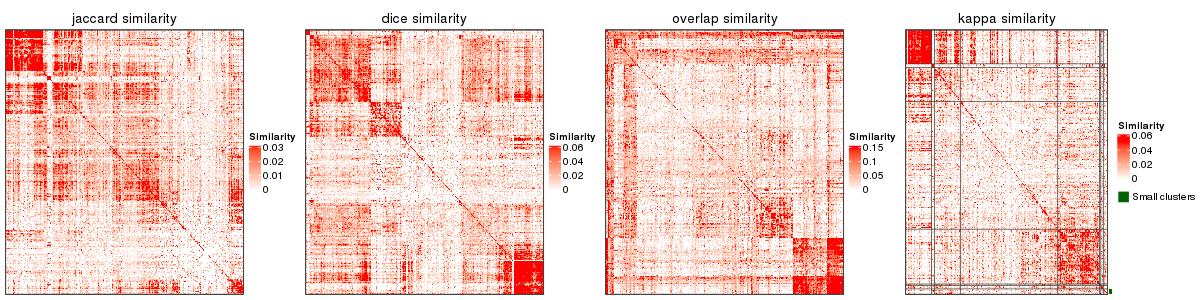 jaccard similarity
Similarity
0.03
0.02
0.01
0
dice similarity
Similarity
0.06
0.04
0.02
0
overlap similarity
Similarity
0.15
0.1
0.05
0
kappa similarity
Similarity
0.06
0.04
0.02
0
Small clusters